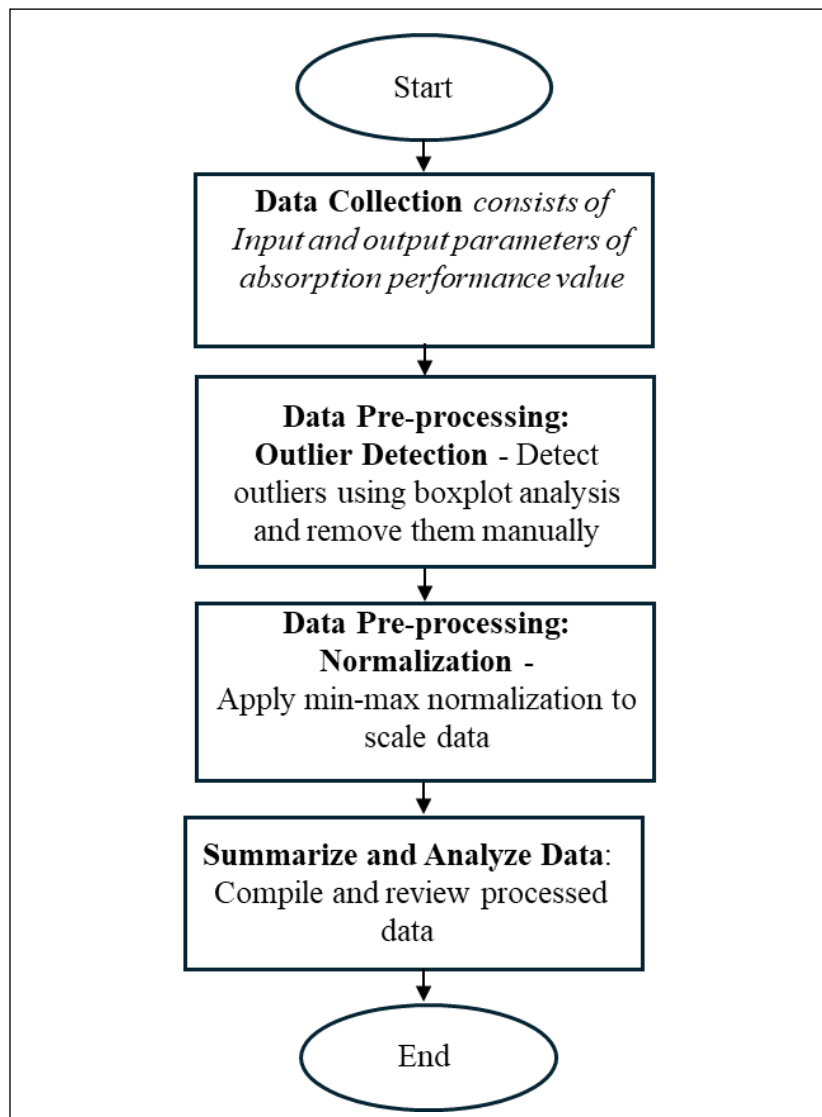 Start
Data Collection consists of
Input and output parameters of
absorption performance value
Data Pre-processing:
Outlier Detection - Detect
outliers using boxplot analysis
and remove them manually
Data Pre-processing:
Normalization -
Apply min-max normalization to
scale data
Summarize and Analyze Data:
Compile and review processed
data
End